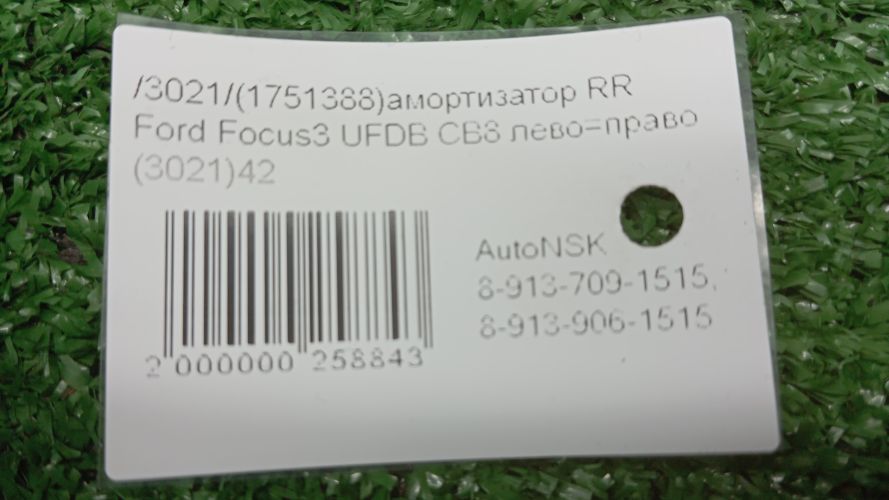 /3021/(1751388)амортизатор RR
Ford Focus3 UFDB CB8 лево=право
(3021)42
AutoNSK
8-913-709-1515,
8-913-906-1515
2 000000 258843